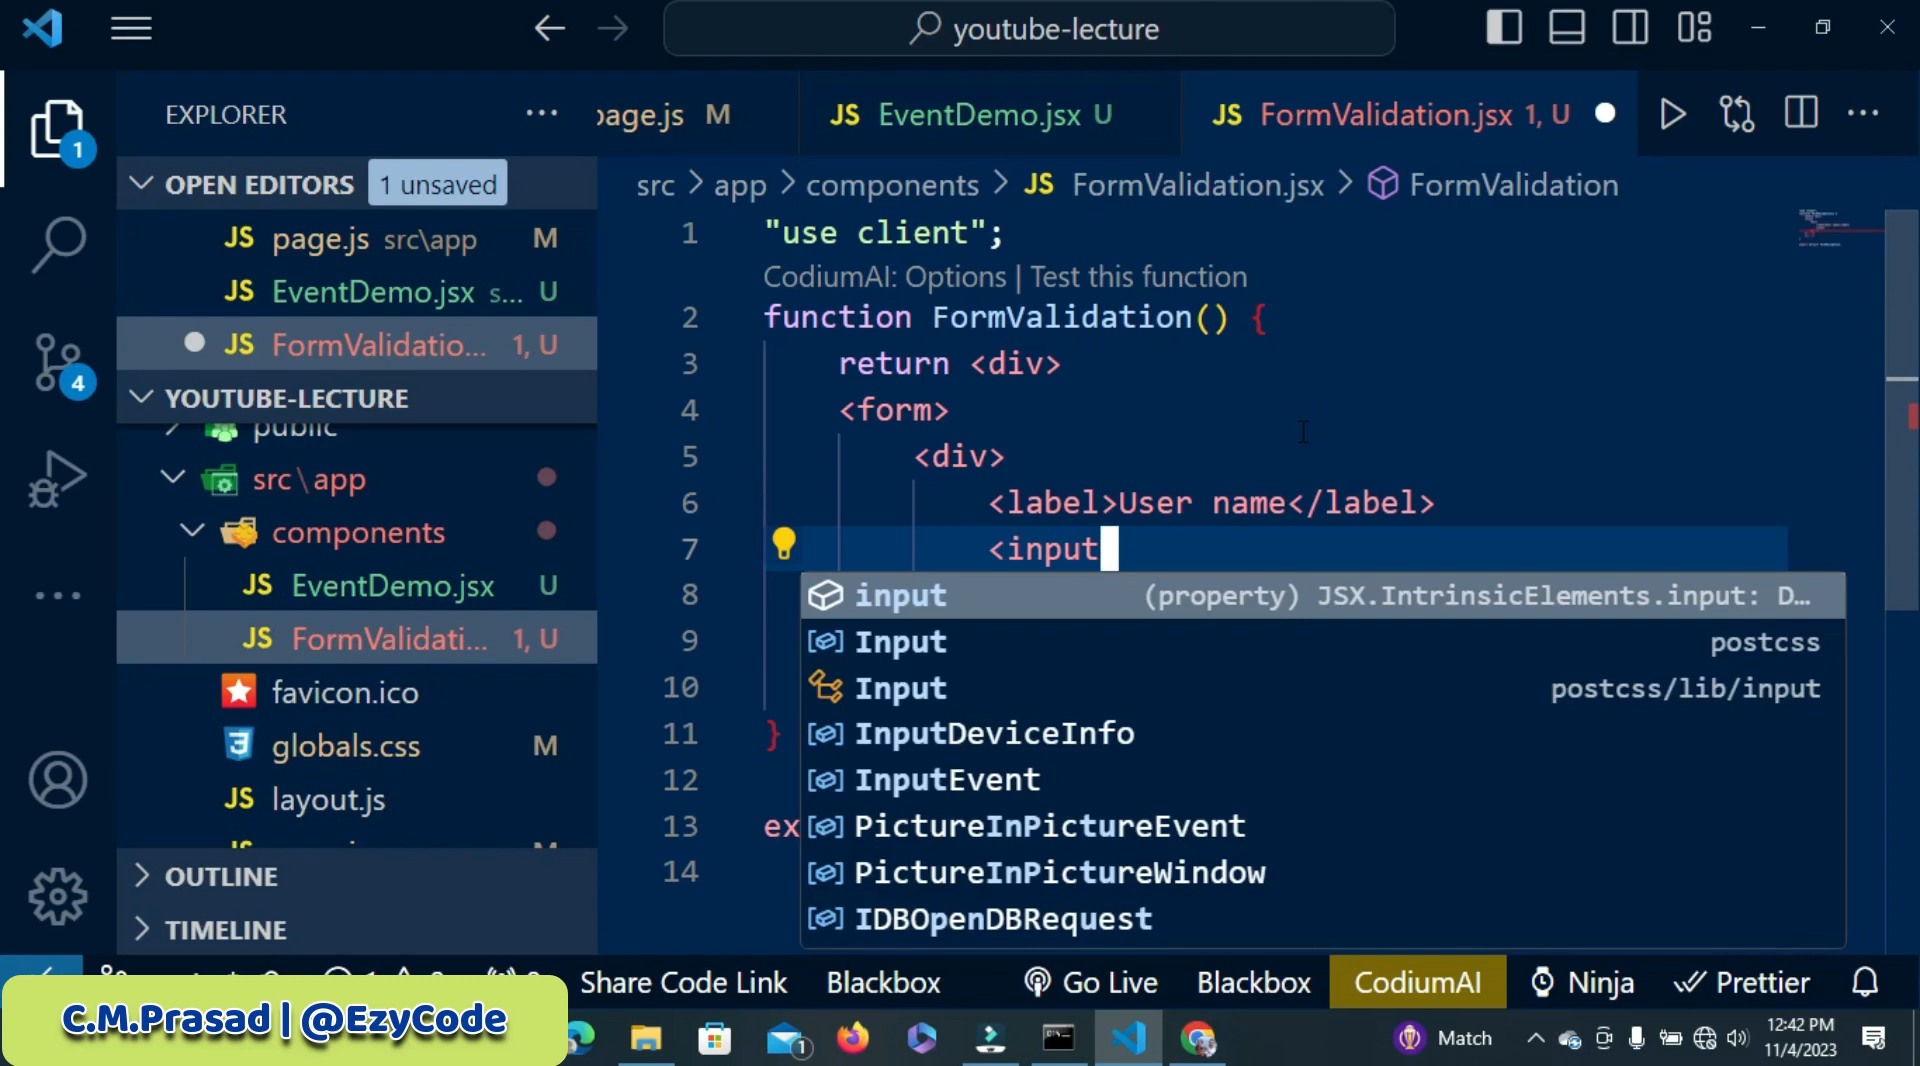 youtube-lecture
EXPLORER
page.js M
JS EventDemo.jsx U
JS FormValidation.jsx 1, U
1
OPEN EDITORS 1 unsaved
src > app > components > JS FormValidation.jsx > FormValidation
JS page.js src\app M
JS EventDemo.jsx s... U
JS FormValidatio... 1, U
YOUTUBE-LECTURE
public
src\app
components
JS EventDemo.jsx U
JS FormValidati... 1, U
favicon.ico
globals.css M
JS layout.js
OUTLINE
TIMELINE
4
1 "use client";
CodiumAI: Options | Test this function
2 function FormValidation() {
3 return <div>
4 <form>
5 <div>
6 <label>User name</label>
7 <input
8
9
10
11 }
12
13 ex
14
input (property) JSX.IntrinsicElements.input: D...
Input postcss
Input postcss/lib/input
InputDeviceInfo
InputEvent
PictureInPictureEvent
PictureInPictureWindow
IDBOpenDBRequest
Share Code Link Blackbox Go Live Blackbox CodiumAI Ninja Prettier
C.M.Prasad | @EzyCode
1
Match
12:42 PM
11/4/2023